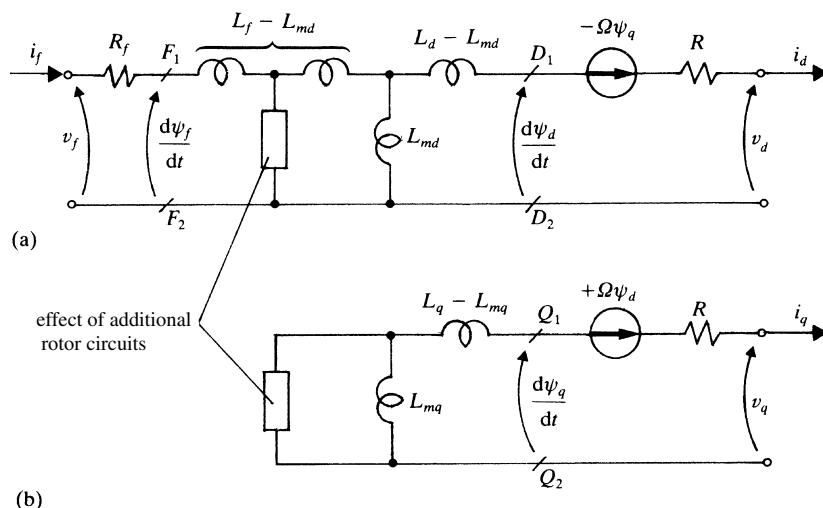 L_f − L_md
i_f R_f F_1 L_d − L_md D_1 −Ωψ_q R i_d
v_f dψ_f/dt L_md dψ_d/dt v_d
F_2 D_2
(a)
effect of additional
rotor circuits
L_q − L_mq Q_1 +Ωψ_d R i_q
L_mq dψ_q/dt v_q
Q_2
(b)